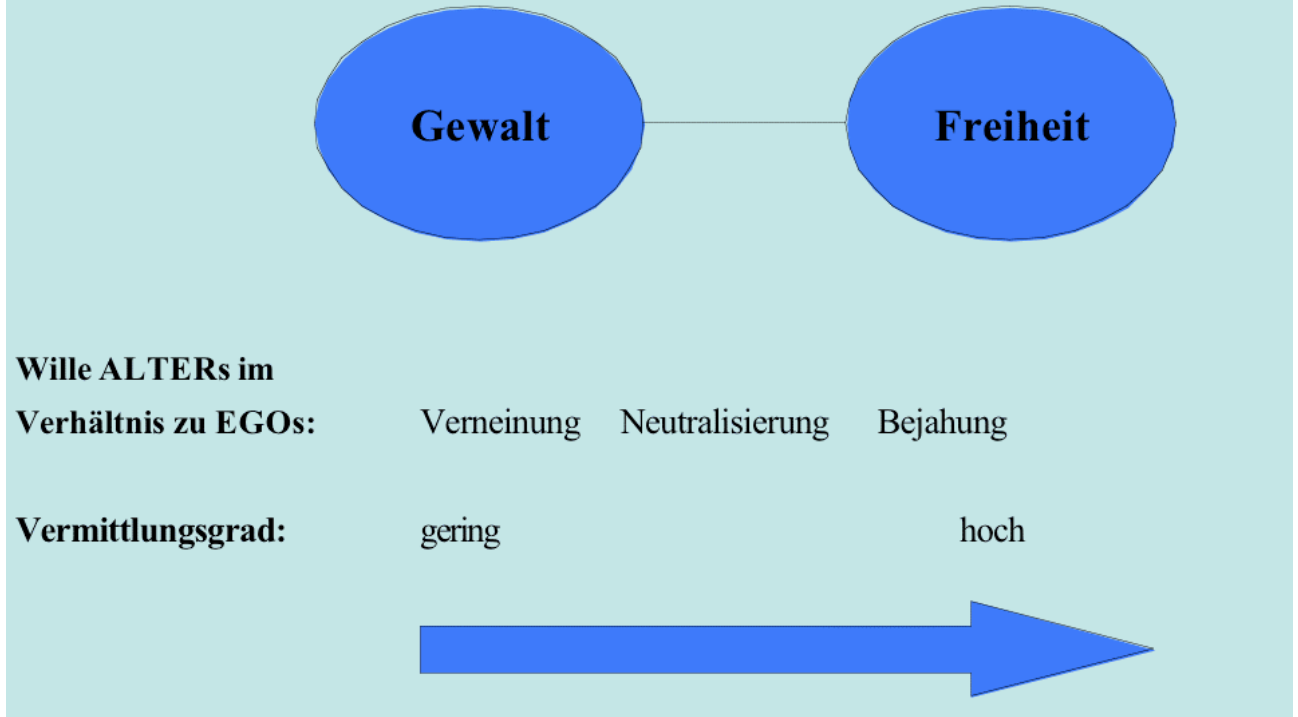 Gewalt Freiheit
Wille ALTERs im
Verhältnis zu EGOs: Verneinung Neutralisierung Bejahung
Vermittlungsgrad: gering hoch